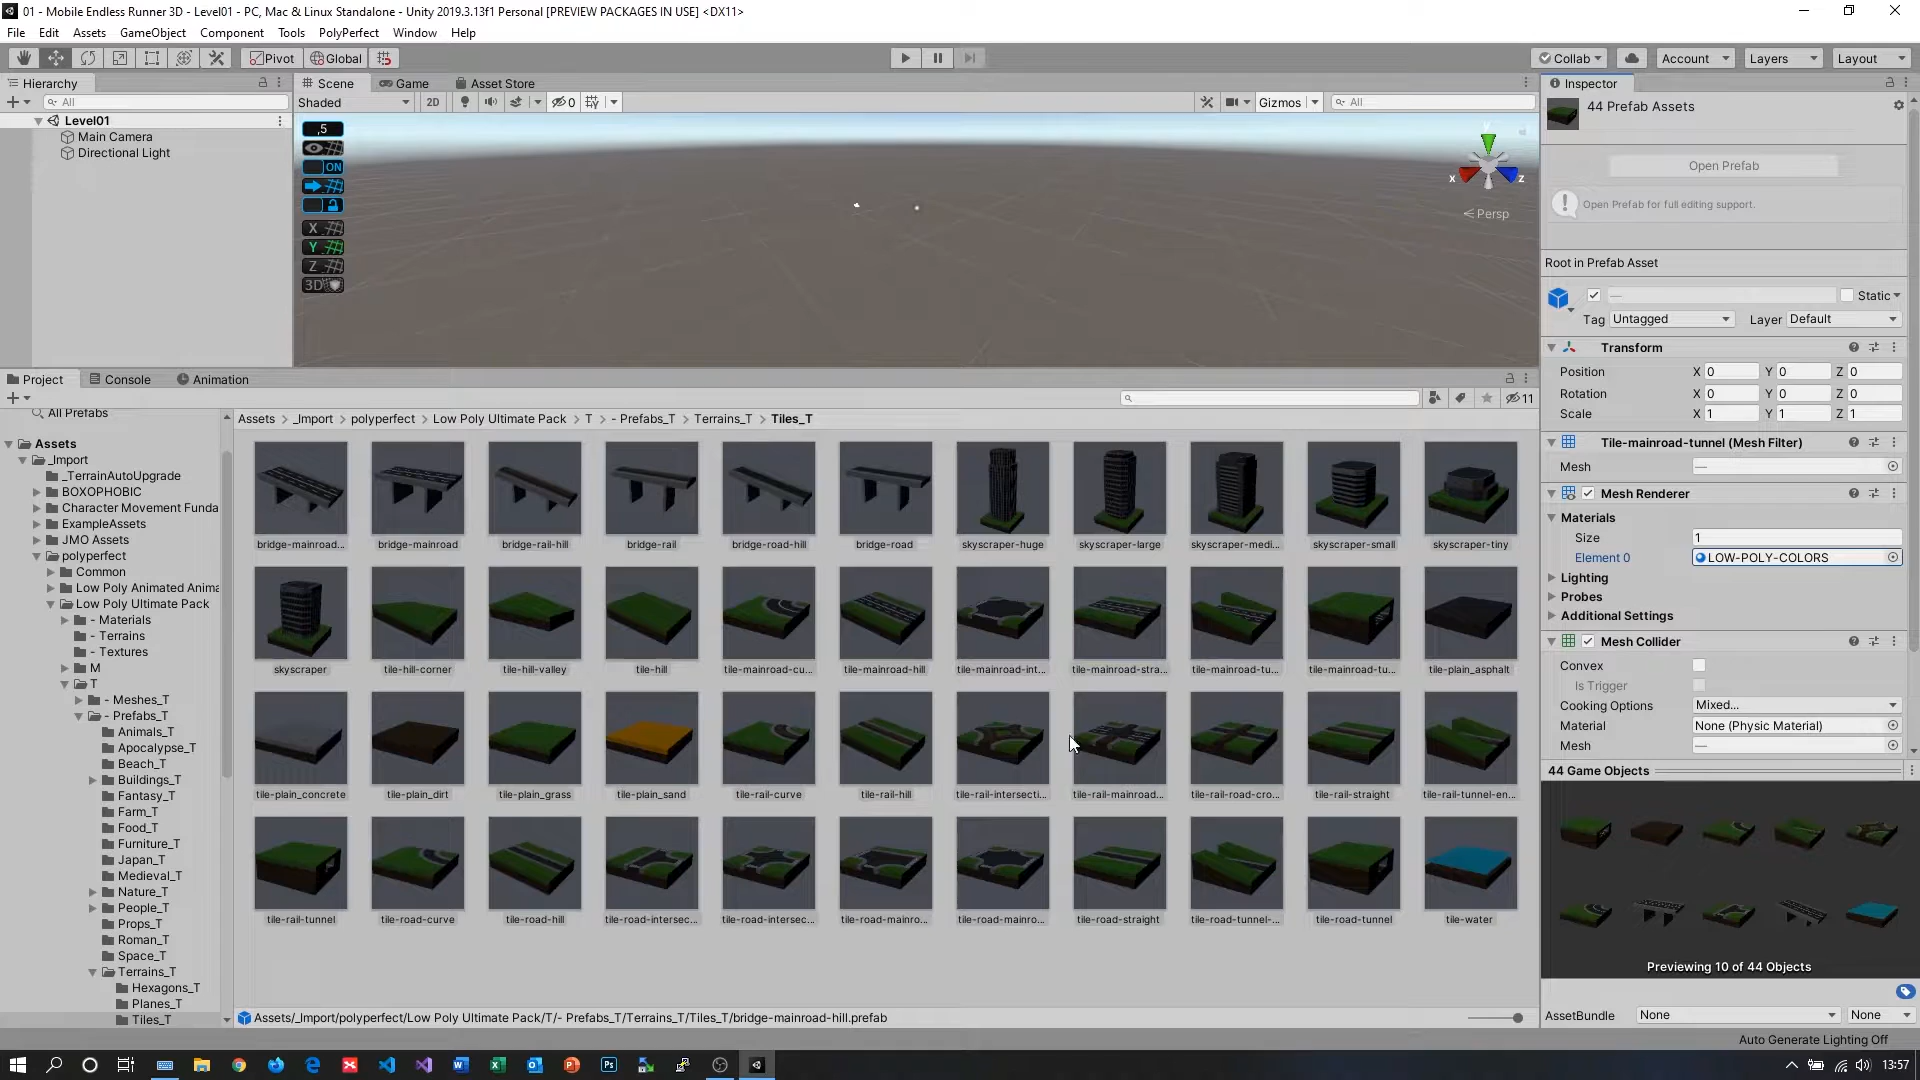 01 - Mobile Endless Runner 3D - Level01 - PC, Mac & Linux Standalone - Unity 2019.3.13f1 Personal [PREVIEW PACKAGES IN USE] <DX11>
File Edit Assets GameObject Component Tools PolyPerfect Window Help
Pivot Global Collab Account Layers Layout
Hierarchy Scene Game Asset Store Inspector
All Shaded 2D 0 Gizmos All
44 Prefab Assets
Level01
Main Camera
Directional Light
,5
ON
X
Y
Z
3D
x z
Persp
Open Prefab
Open Prefab for full editing support.
Root in Prefab Asset
—
Static
Tag Untagged Layer Default
Transform
Position X 0 Y 0 Z 0
Rotation X 0 Y 0 Z 0
Scale X 1 Y 1 Z 1
Tile-mainroad-tunnel (Mesh Filter)
Mesh —
Mesh Renderer
Materials
Size 1
Element 0 LOW-POLY-COLORS
Lighting
Probes
Additional Settings
Mesh Collider
Convex
Is Trigger
Cooking Options Mixed...
Material None (Physic Material)
Mesh —
44 Game Objects
Previewing 10 of 44 Objects
AssetBundle None None
Auto Generate Lighting Off
Project Console Animation
11
All Prefabs
Assets
_Import
_TerrainAutoUpgrade
BOXOPHOBIC
Character Movement Funda
ExampleAssets
JMO Assets
polyperfect
Common
Low Poly Animated Anima
Low Poly Ultimate Pack
- Materials
- Terrains
- Textures
M
T
- Meshes_T
- Prefabs_T
Animals_T
Apocalypse_T
Beach_T
Buildings_T
Fantasy_T
Farm_T
Food_T
Furniture_T
Japan_T
Medieval_T
Nature_T
People_T
Props_T
Roman_T
Space_T
Terrains_T
Hexagons_T
Planes_T
Tiles_T
Assets > _Import > polyperfect > Low Poly Ultimate Pack > T > - Prefabs_T > Terrains_T > Tiles_T
bridge-mainroad... bridge-mainroad bridge-rail-hill bridge-rail bridge-road-hill bridge-road skyscraper-huge skyscraper-large skyscraper-medi... skyscraper-small skyscraper-tiny
skyscraper tile-hill-corner tile-hill-valley tile-hill tile-mainroad-cu... tile-mainroad-hill tile-mainroad-int... tile-mainroad-stra... tile-mainroad-tu... tile-mainroad-tu... tile-plain_asphalt
tile-plain_concrete tile-plain_dirt tile-plain_grass tile-plain_sand tile-rail-curve tile-rail-hill tile-rail-intersecti... tile-rail-mainroad... tile-rail-road-cro... tile-rail-straight tile-rail-tunnel-en...
tile-rail-tunnel tile-road-curve tile-road-hill tile-road-intersec... tile-road-intersec... tile-road-mainro... tile-road-mainro... tile-road-straight tile-road-tunnel-... tile-road-tunnel tile-water
Assets/_Import/polyperfect/Low Poly Ultimate Pack/T/- Prefabs_T/Terrains_T/Tiles_T/bridge-mainroad-hill.prefab
13:57